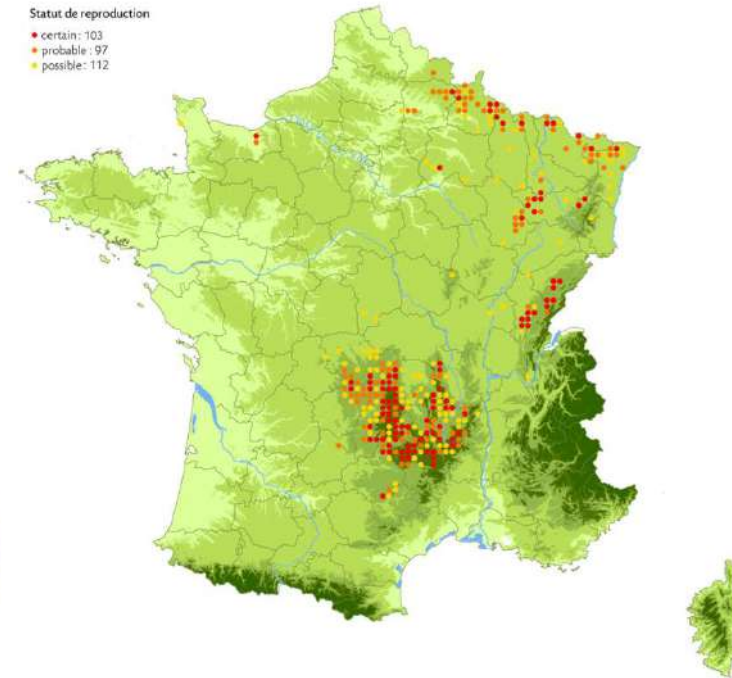 Statut de reproduction
certain : 103
probable : 97
possible : 112